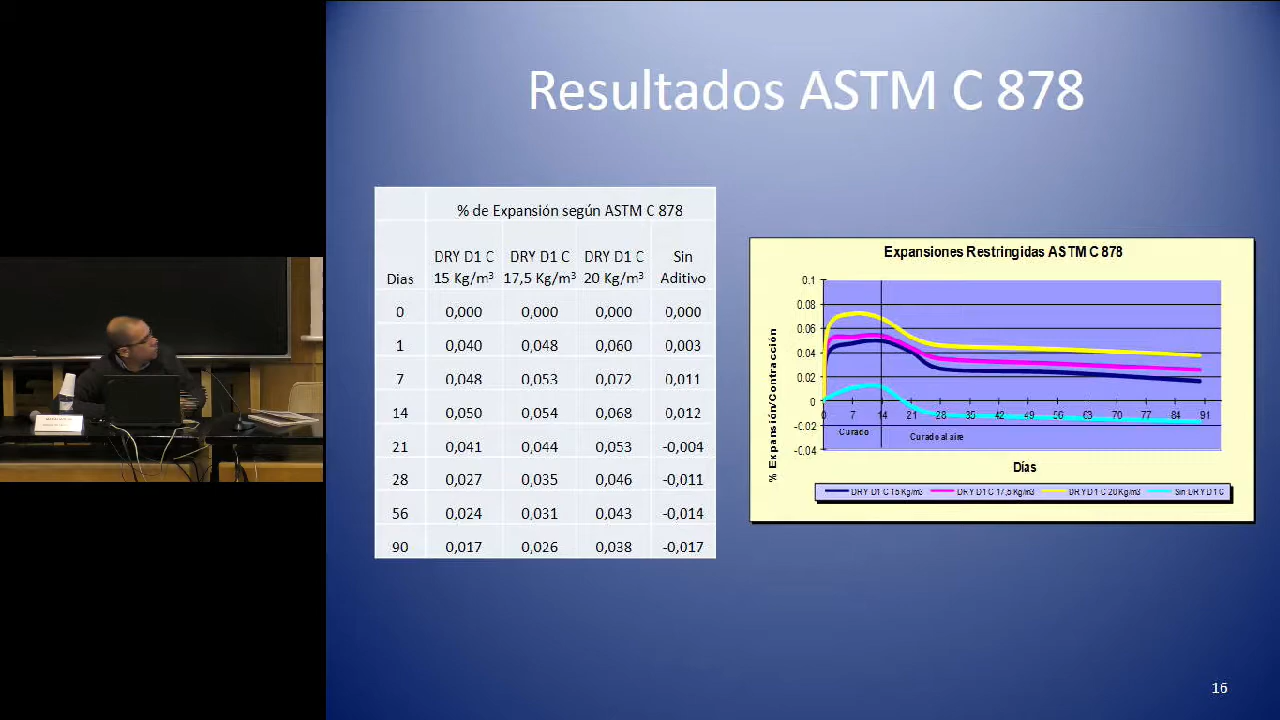 Resultados ASTM C 878
% de Expansión según ASTM C 878
Dias DRY D1 C 15 Kg/m³ DRY D1 C 17,5 Kg/m³ DRY D1 C 20 Kg/m³ Sin Aditivo
0 0,000 0,000 0,000 0,000
1 0,040 0,048 0,060 0,003
7 0,048 0,053 0,072 0,011
14 0,050 0,054 0,068 0,012
21 0,041 0,044 0,053 -0,004
28 0,027 0,035 0,046 -0,011
56 0,024 0,031 0,043 -0,014
90 0,017 0,026 0,038 -0,017
Expansiones Restringidas ASTM C 878
% Expansión/Contracción
0.1
0.08
0.06
0.04
0.02
0
-0.02
-0.04
0 7 14 21 28 35 42 49 56 63 70 77 84 91
Curado Curado al aire
Días
DRY D1 C 15 Kg/m3 DRY D1 C 17,5 Kg/m3 DRY D1 C 20 Kg/m3 Sin DRY D1 C
16